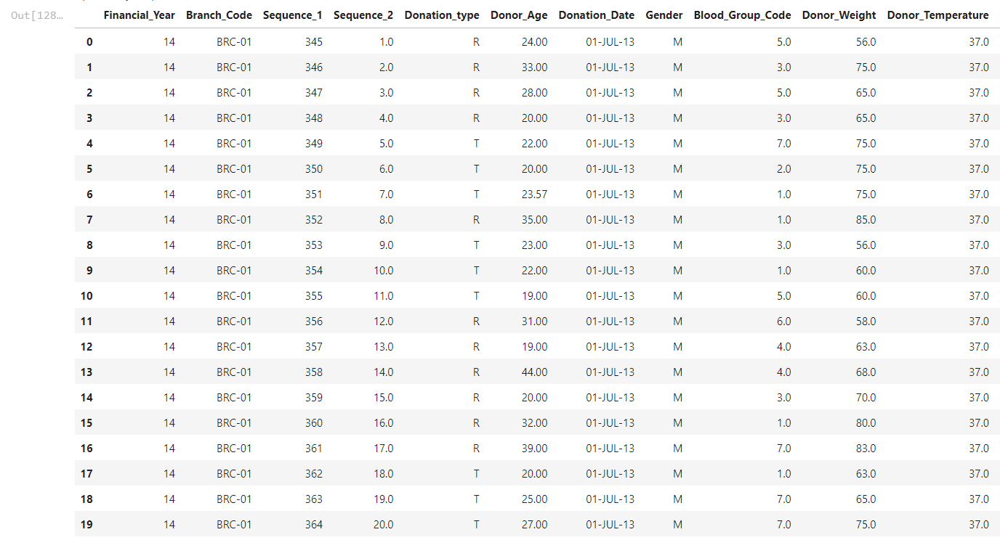 Out[128…
Financial_Year Branch_Code Sequence_1 Sequence_2 Donation_type Donor_Age Donation_Date Gender Blood_Group_Code Donor_Weight Donor_Temperature
0 14 BRC-01 345 1.0 R 24.00 01-JUL-13 M 5.0 56.0 37.0
1 14 BRC-01 346 2.0 R 33.00 01-JUL-13 M 3.0 75.0 37.0
2 14 BRC-01 347 3.0 R 28.00 01-JUL-13 M 5.0 65.0 37.0
3 14 BRC-01 348 4.0 R 20.00 01-JUL-13 M 3.0 65.0 37.0
4 14 BRC-01 349 5.0 T 22.00 01-JUL-13 M 7.0 75.0 37.0
5 14 BRC-01 350 6.0 T 20.00 01-JUL-13 M 2.0 75.0 37.0
6 14 BRC-01 351 7.0 T 23.57 01-JUL-13 M 1.0 75.0 37.0
7 14 BRC-01 352 8.0 R 35.00 01-JUL-13 M 1.0 85.0 37.0
8 14 BRC-01 353 9.0 T 23.00 01-JUL-13 M 3.0 56.0 37.0
9 14 BRC-01 354 10.0 T 22.00 01-JUL-13 M 1.0 60.0 37.0
10 14 BRC-01 355 11.0 T 19.00 01-JUL-13 M 5.0 60.0 37.0
11 14 BRC-01 356 12.0 R 31.00 01-JUL-13 M 6.0 58.0 37.0
12 14 BRC-01 357 13.0 R 19.00 01-JUL-13 M 4.0 63.0 37.0
13 14 BRC-01 358 14.0 R 44.00 01-JUL-13 M 4.0 68.0 37.0
14 14 BRC-01 359 15.0 R 20.00 01-JUL-13 M 3.0 70.0 37.0
15 14 BRC-01 360 16.0 R 32.00 01-JUL-13 M 1.0 80.0 37.0
16 14 BRC-01 361 17.0 R 39.00 01-JUL-13 M 7.0 83.0 37.0
17 14 BRC-01 362 18.0 T 20.00 01-JUL-13 M 1.0 63.0 37.0
18 14 BRC-01 363 19.0 T 25.00 01-JUL-13 M 7.0 65.0 37.0
19 14 BRC-01 364 20.0 T 27.00 01-JUL-13 M 7.0 75.0 37.0